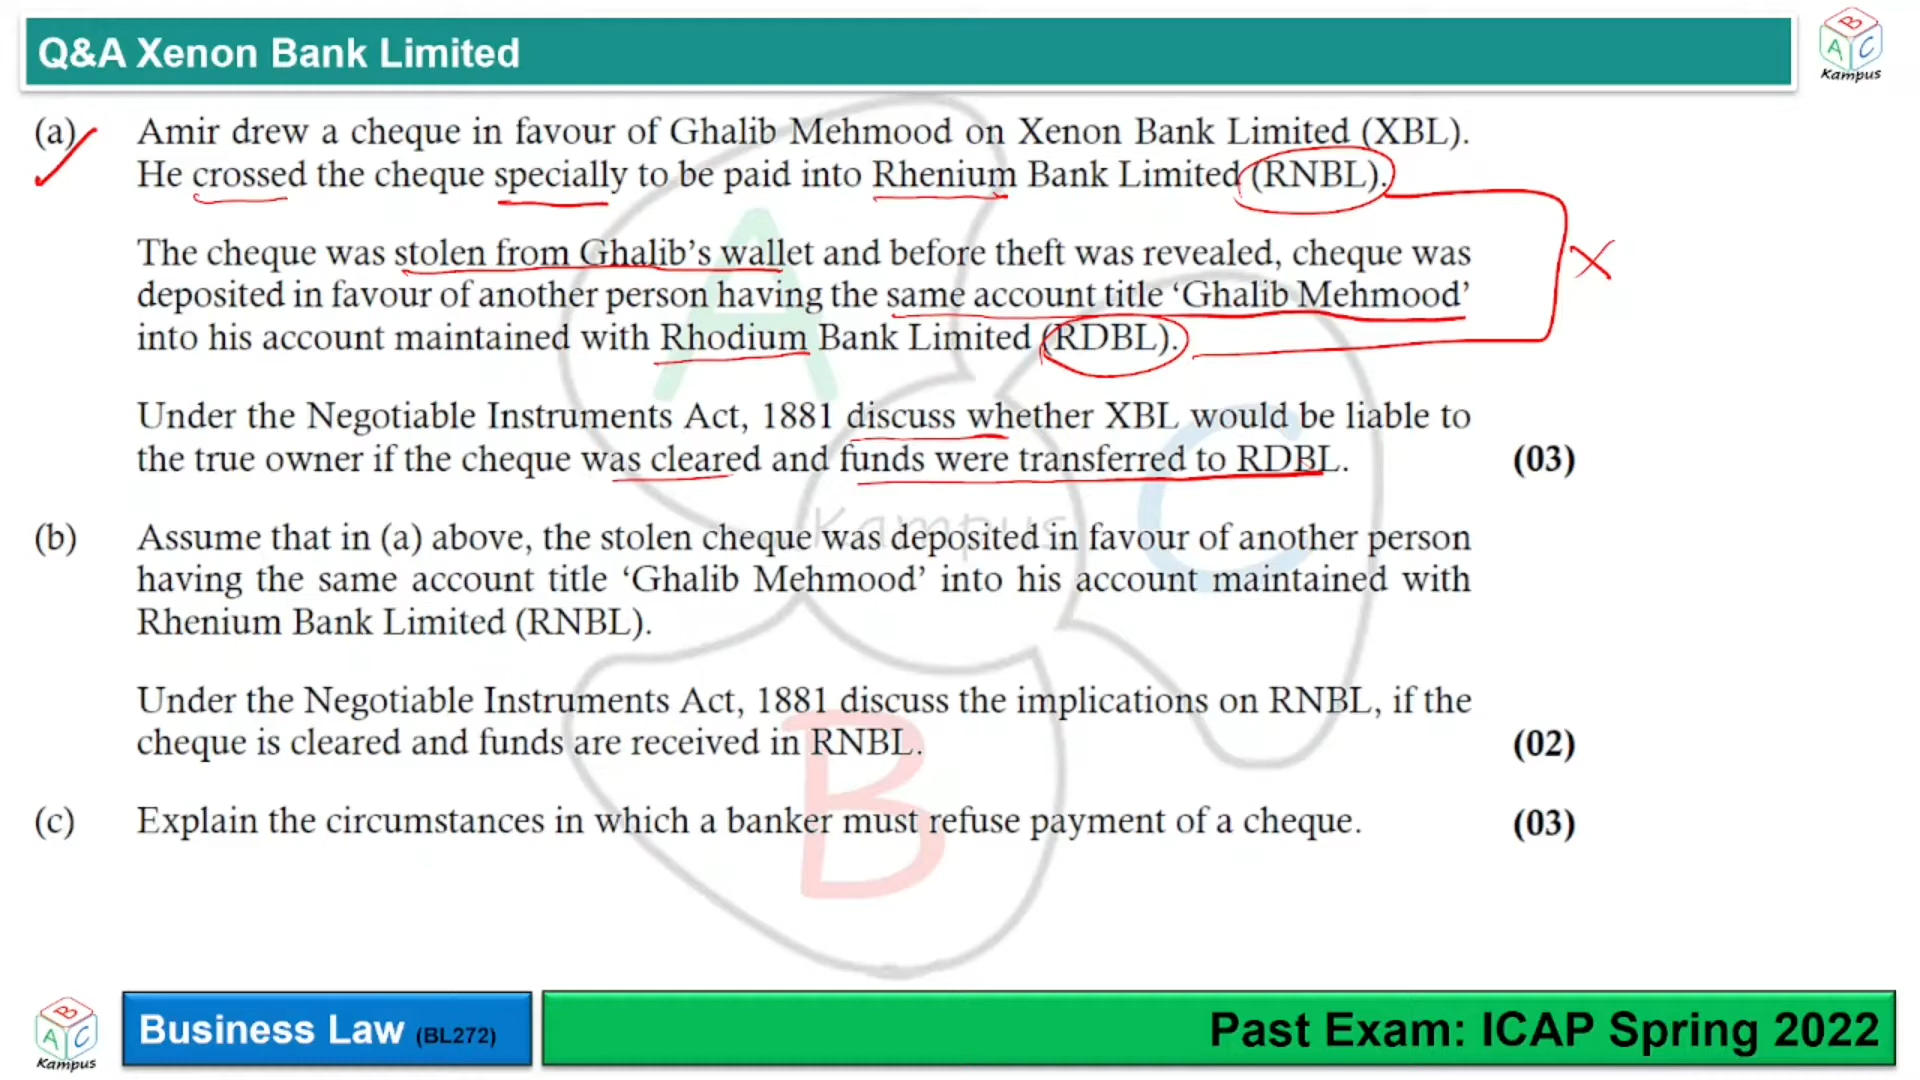 Q&A Xenon Bank Limited
A B C
Kampus
(a) Amir drew a cheque in favour of Ghalib Mehmood on Xenon Bank Limited (XBL).
He crossed the cheque specially to be paid into Rhenium Bank Limited (RNBL).
The cheque was stolen from Ghalib's wallet and before theft was revealed, cheque was
deposited in favour of another person having the same account title 'Ghalib Mehmood'
into his account maintained with Rhodium Bank Limited (RDBL).
Under the Negotiable Instruments Act, 1881 discuss whether XBL would be liable to
the true owner if the cheque was cleared and funds were transferred to RDBL. (03)
(b) Assume that in (a) above, the stolen cheque was deposited in favour of another person
having the same account title 'Ghalib Mehmood' into his account maintained with
Rhenium Bank Limited (RNBL).
Under the Negotiable Instruments Act, 1881 discuss the implications on RNBL, if the
cheque is cleared and funds are received in RNBL. (02)
(c) Explain the circumstances in which a banker must refuse payment of a cheque. (03)
A B C
Kampus
A B C
Kampus
Business Law (BL272)
Past Exam: ICAP Spring 2022